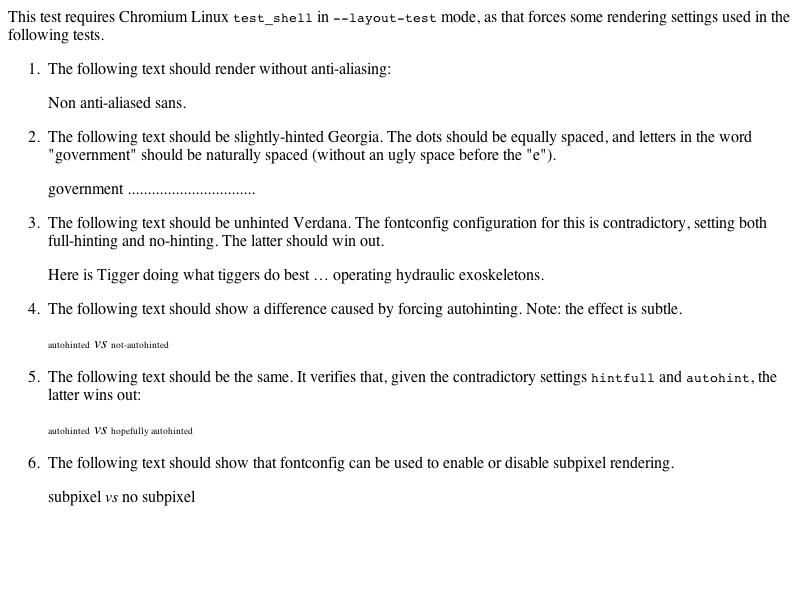 This test requires Chromium Linux test_shell in --layout-test mode, as that forces some rendering settings used in the
following tests.
1. The following text should render without anti-aliasing:
Non anti-aliased sans.
2. The following text should be slightly-hinted Georgia. The dots should be equally spaced, and letters in the word
"government" should be naturally spaced (without an ugly space before the "e").
government ................................
3. The following text should be unhinted Verdana. The fontconfig configuration for this is contradictory, setting both
full-hinting and no-hinting. The latter should win out.
Here is Tigger doing what tiggers do best … operating hydraulic exoskeletons.
4. The following text should show a difference caused by forcing autohinting. Note: the effect is subtle.
autohinted vs not-autohinted
5. The following text should be the same. It verifies that, given the contradictory settings hintfull and autohint, the
latter wins out:
autohinted vs hopefully autohinted
6. The following text should show that fontconfig can be used to enable or disable subpixel rendering.
subpixel vs no subpixel